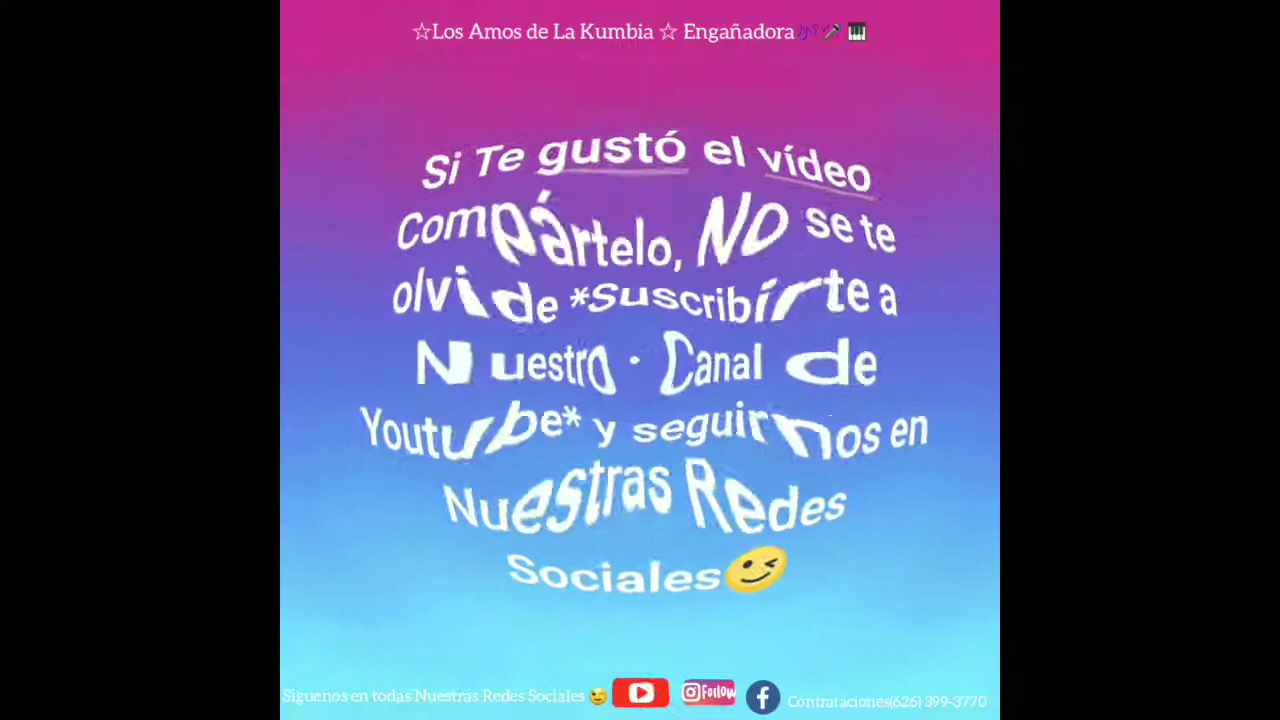 ☆Los Amos de La Kumbia ☆ Engañadora🎶🎤 🎹
Si Te gustó el vídeo
Compártelo, NO se te
olvide *Suscribirte a
Nuestro · Canal de
Youtube* y seguirnos en
Nuestras Redes
Sociales😉
Siguenos en todas Nuestras Redes Sociales 😉 Follow Contrataciones(626) 399-3770